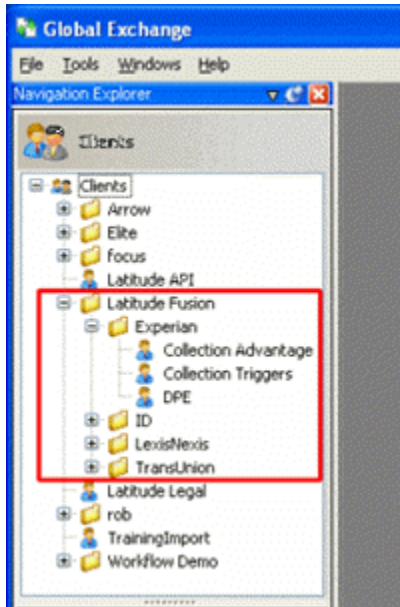 Global Exchange
File Tools Windows Help
Navigation Explorer
Clients
Clients
Arrow
Elite
focus
Latitude API
Latitude Fusion
Experian
Collection Advantage
Collection Triggers
DPE
ID
LexisNexis
TransUnion
Latitude Legal
rob
TrainingImport
Workflow Demo